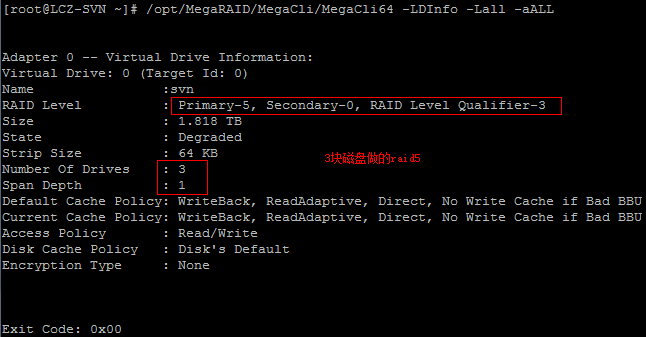 [root@LCZ-SVN ~]# /opt/MegaRAID/MegaCli/MegaCli64 -LDInfo -Lall -aALL
Adapter 0 -- Virtual Drive Information:
Virtual Drive: 0 (Target Id: 0)
Name :svn
RAID Level : Primary-5, Secondary-0, RAID Level Qualifier-3
Size : 1.818 TB
State : Degraded
Strip Size : 64 KB
3块磁盘做的raid5
Number Of Drives : 3
Span Depth : 1
Default Cache Policy: WriteBack, ReadAdaptive, Direct, No Write Cache if Bad BBU
Current Cache Policy: WriteBack, ReadAdaptive, Direct, No Write Cache if Bad BBU
Access Policy : Read/Write
Disk Cache Policy : Disk's Default
Encryption Type : None
Exit Code: 0x00